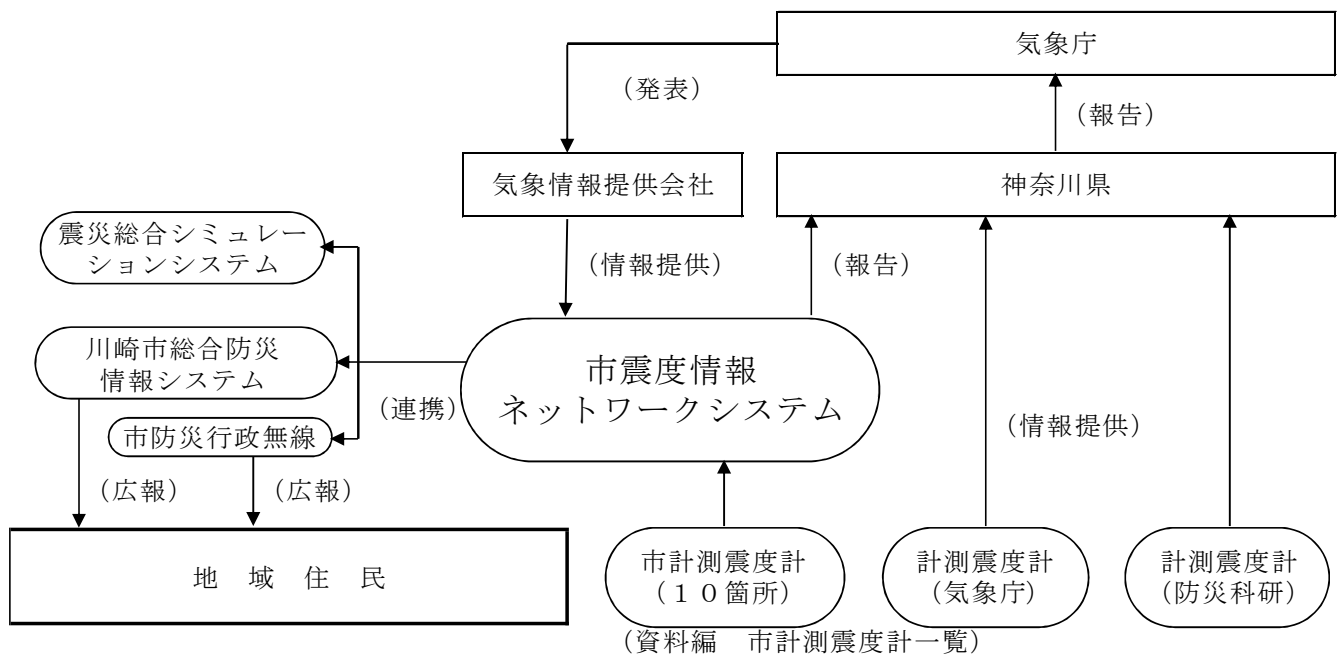 気象庁
（発表）
（報告）
気象情報提供会社
神奈川県
震災総合シミュレー
ションシステム
（情報提供）
（報告）
川崎市総合防災
情報システム
市震度情報
ネットワークシステム
（連携）
市防災行政無線
（情報提供）
（広報）
（広報）
地　域　住　民
市計測震度計
（１０箇所）
計測震度計
(気象庁)
計測震度計
(防災科研)
（資料編　市計測震度計一覧）